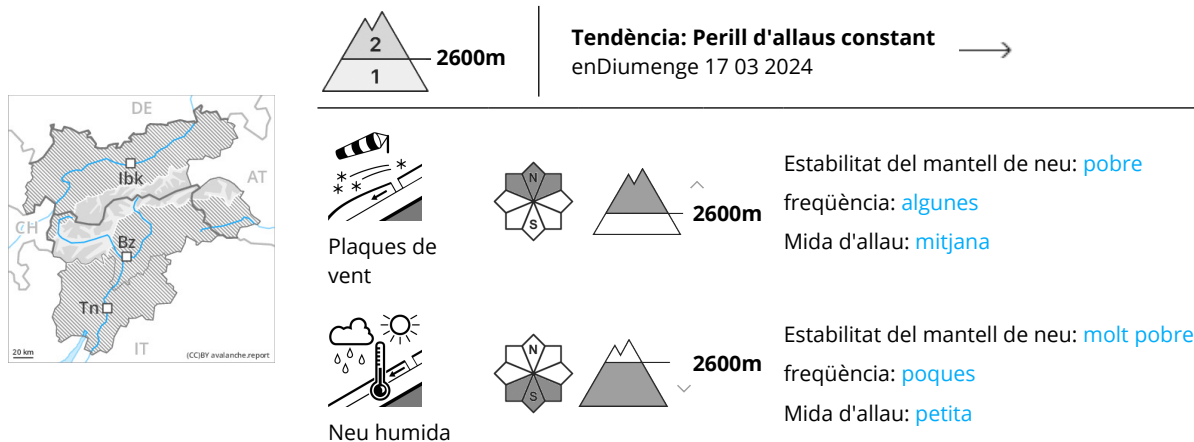 2
1
2600m
Tendència: Perill d'allaus constant
enDiumenge 17 03 2024
DE
Ibk
AT
CH
Bz
Tn
IT
20 km
(CC)BY avalanche.report
Plaques de
vent
N
S
2600m
Estabilitat del mantell de neu: pobre
freqüència: algunes
Mida d'allau: mitjana
Neu humida
N
S
2600m
Estabilitat del mantell de neu: molt pobre
freqüència: poques
Mida d'allau: petita